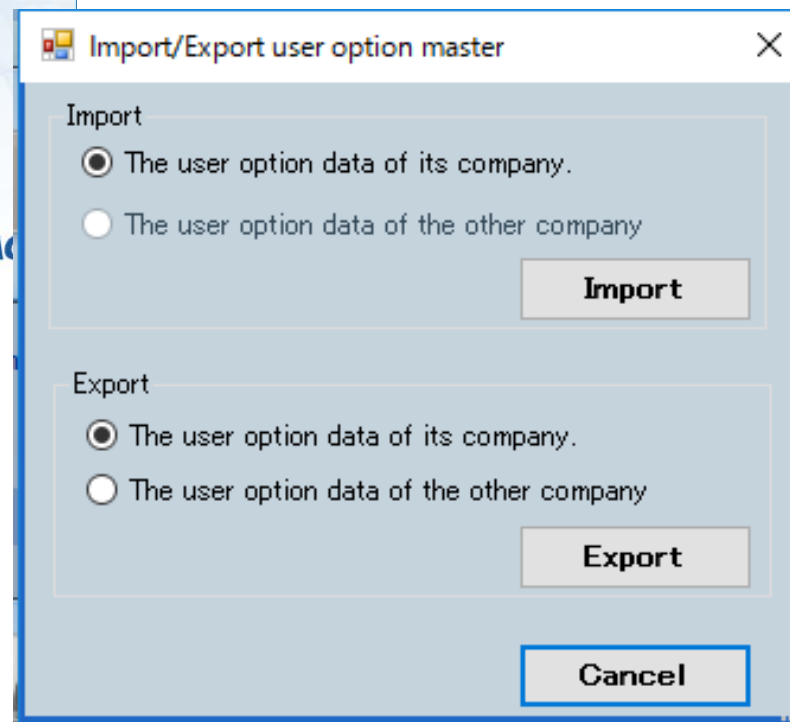 Import/Export user option master
Import
The user option data of its company.
The user option data of the other company
Import
Export
The user option data of its company.
The user option data of the other company
Export
Cancel